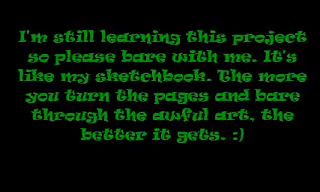 I'm still learning this project
so please bare with me. It's
like my sketchbook. The more
you turn the pages and bare
through the awful art, the
better it gets. :)